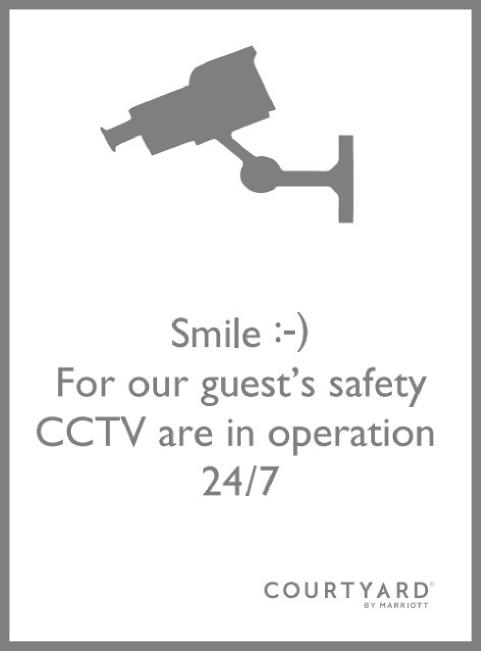 Smile :-)
For our guest's safety
CCTV are in operation
24/7
COURTYARD®
BY MARRIOTT